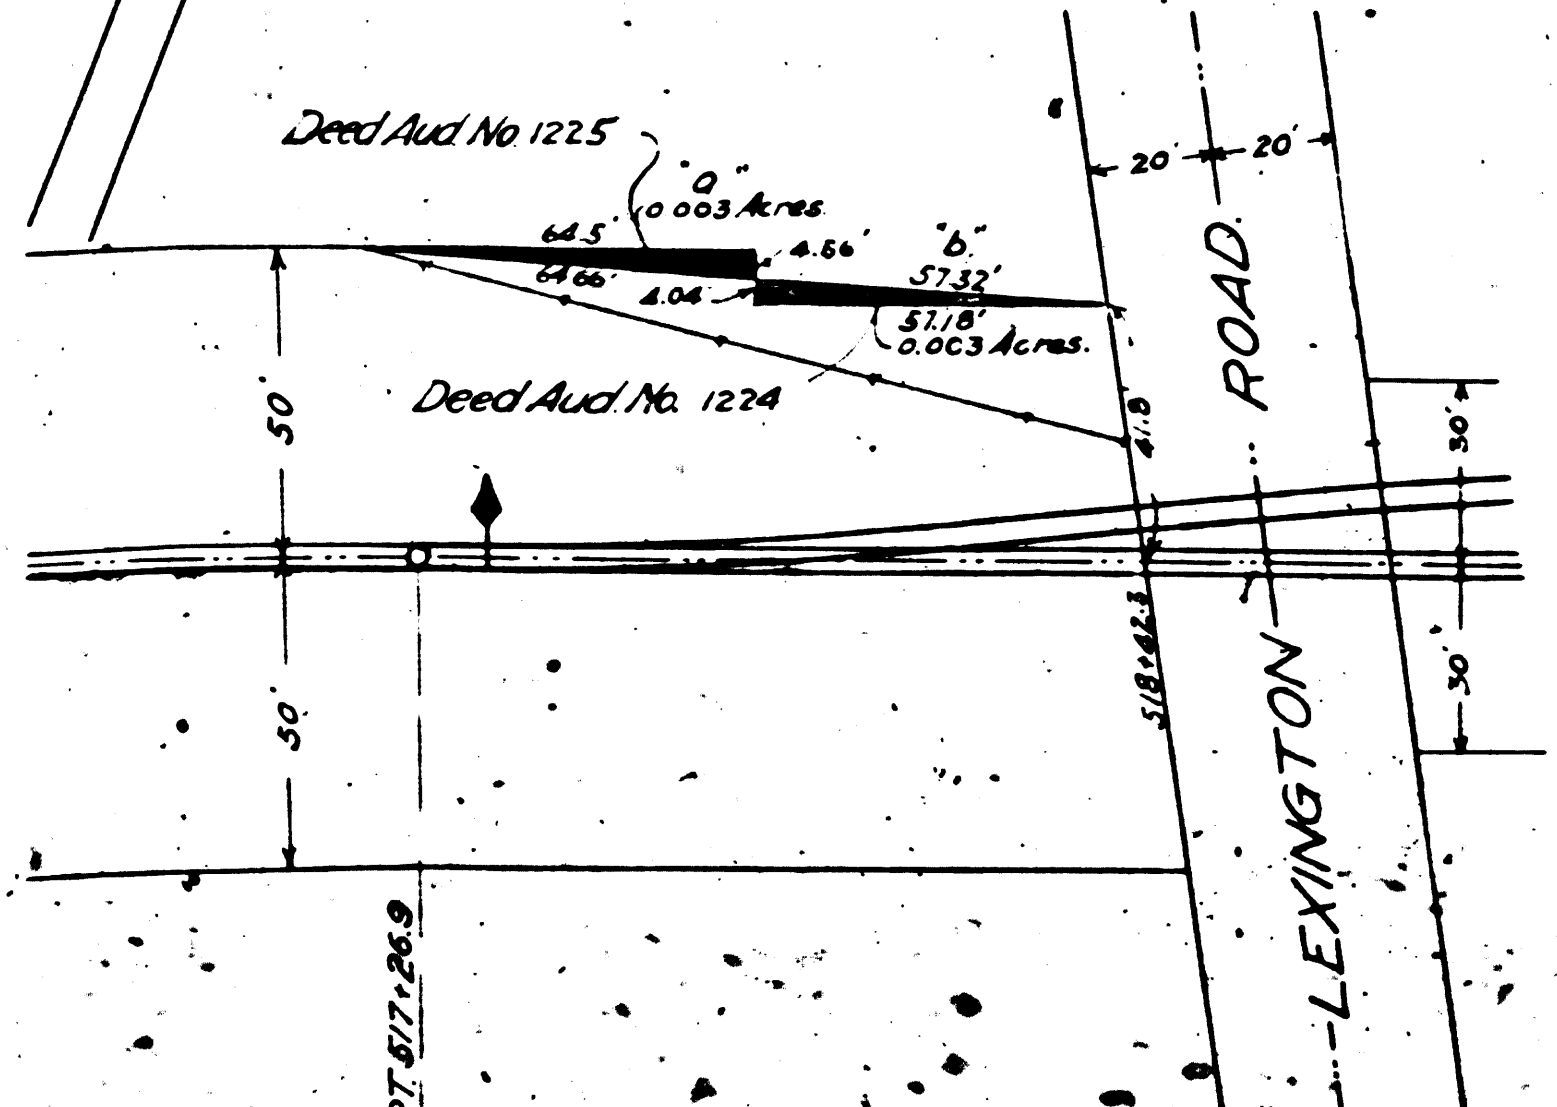 Deed Aud. No. 1225
"a"
0.003 Acres.
64.5'
64.66'
4.56'
4.04
"b"
57.32'
57.18'
0.003 Acres.
Deed Aud. No. 1224
20' 20'
ROAD.
LEXINGTON
50'
50'
41.8
518+42.3
30'
30'
P.T. 517+26.9